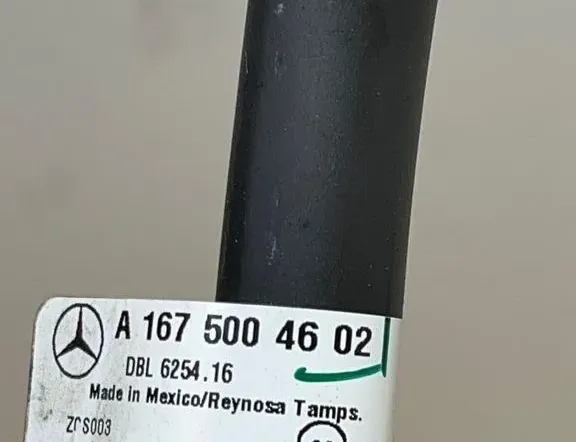 A 167 500 46 02
DBL 6254.16
Made in Mexico/Reynosa Tamps.